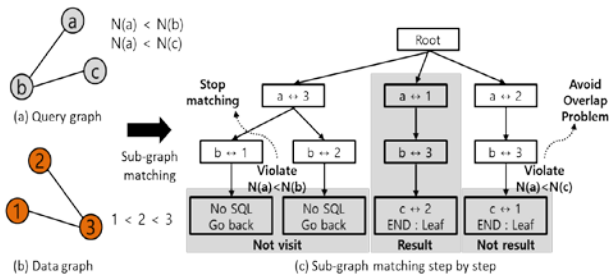 a
b
c
N(a) < N(b)
N(a) < N(c)
(a) Query graph
Sub-graph
matching
2
1
3
1 < 2 < 3
(b) Data graph
Root
Stop
matching
Avoid
Overlap
Problem
a ↔ 3
a ↔ 1
a ↔ 2
b ↔ 1
b ↔ 2
b ↔ 3
b ↔ 3
Violate
N(a)<N(b)
Violate
N(a)<N(c)
No SQL
Go back
No SQL
Go back
c ↔ 2
END : Leaf
c ↔ 1
END : Leaf
Not visit
Result
Not result
(c) Sub-graph matching step by step